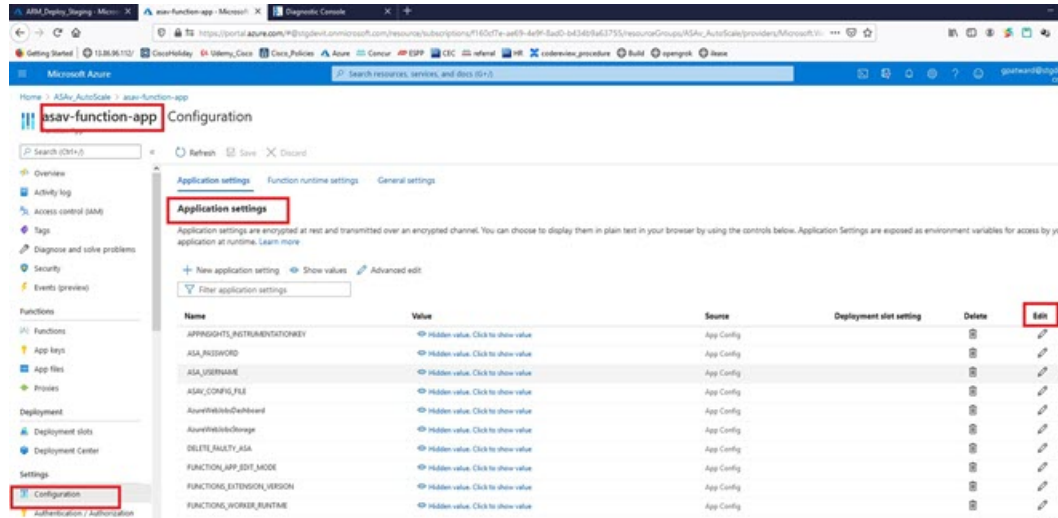 ARM_Deploy_Staging - Micros
asav-function-app - Microsoft
Diagnostic Console
Getting Started
CiscoHoliday
Udemy_Cisco
Cisco_Policies
Azure
Concur
ESPP
CEC
referral
HR
codereview_procedure
Build
opengrok
ilease
Microsoft Azure
Search resources, services, and docs (G+/)
Home > ASAv_AutoScale > asav-function-app
asav-function-app | Configuration
Search (Ctrl+/)
Refresh
Save
Discard
Overview
Activity log
Access control (IAM)
Tags
Diagnose and solve problems
Security
Events (preview)
Functions
Functions
App keys
App files
Proxies
Deployment
Deployment slots
Deployment Center
Settings
Configuration
Authentication / Authorization
Application settings Function runtime settings General settings
Application settings
Application settings are encrypted at rest and transmitted over an encrypted channel. You can choose to display them in plain text in your browser by using the controls below. Application Settings are exposed as environment variables for access by
application at runtime. Learn more
New application setting Show values Advanced edit
Filter application settings
Name Value Source Deployment slot setting Delete Edit
APPINSIGHTS_INSTRUMENTATIONKEY Hidden value. Click to show value App Config
ASA_PASSWORD Hidden value. Click to show value App Config
ASA_USERNAME Hidden value. Click to show value App Config
ASAV_CONFIG_FILE Hidden value. Click to show value App Config
AzureWebJobsDashboard Hidden value. Click to show value App Config
AzureWebJobsStorage Hidden value. Click to show value App Config
DELETE_FAULTY_ASA Hidden value. Click to show value App Config
FUNCTION_APP_EDIT_MODE Hidden value. Click to show value App Config
FUNCTIONS_EXTENSION_VERSION Hidden value. Click to show value App Config
FUNCTIONS_WORKER_RUNTIME Hidden value. Click to show value App Config